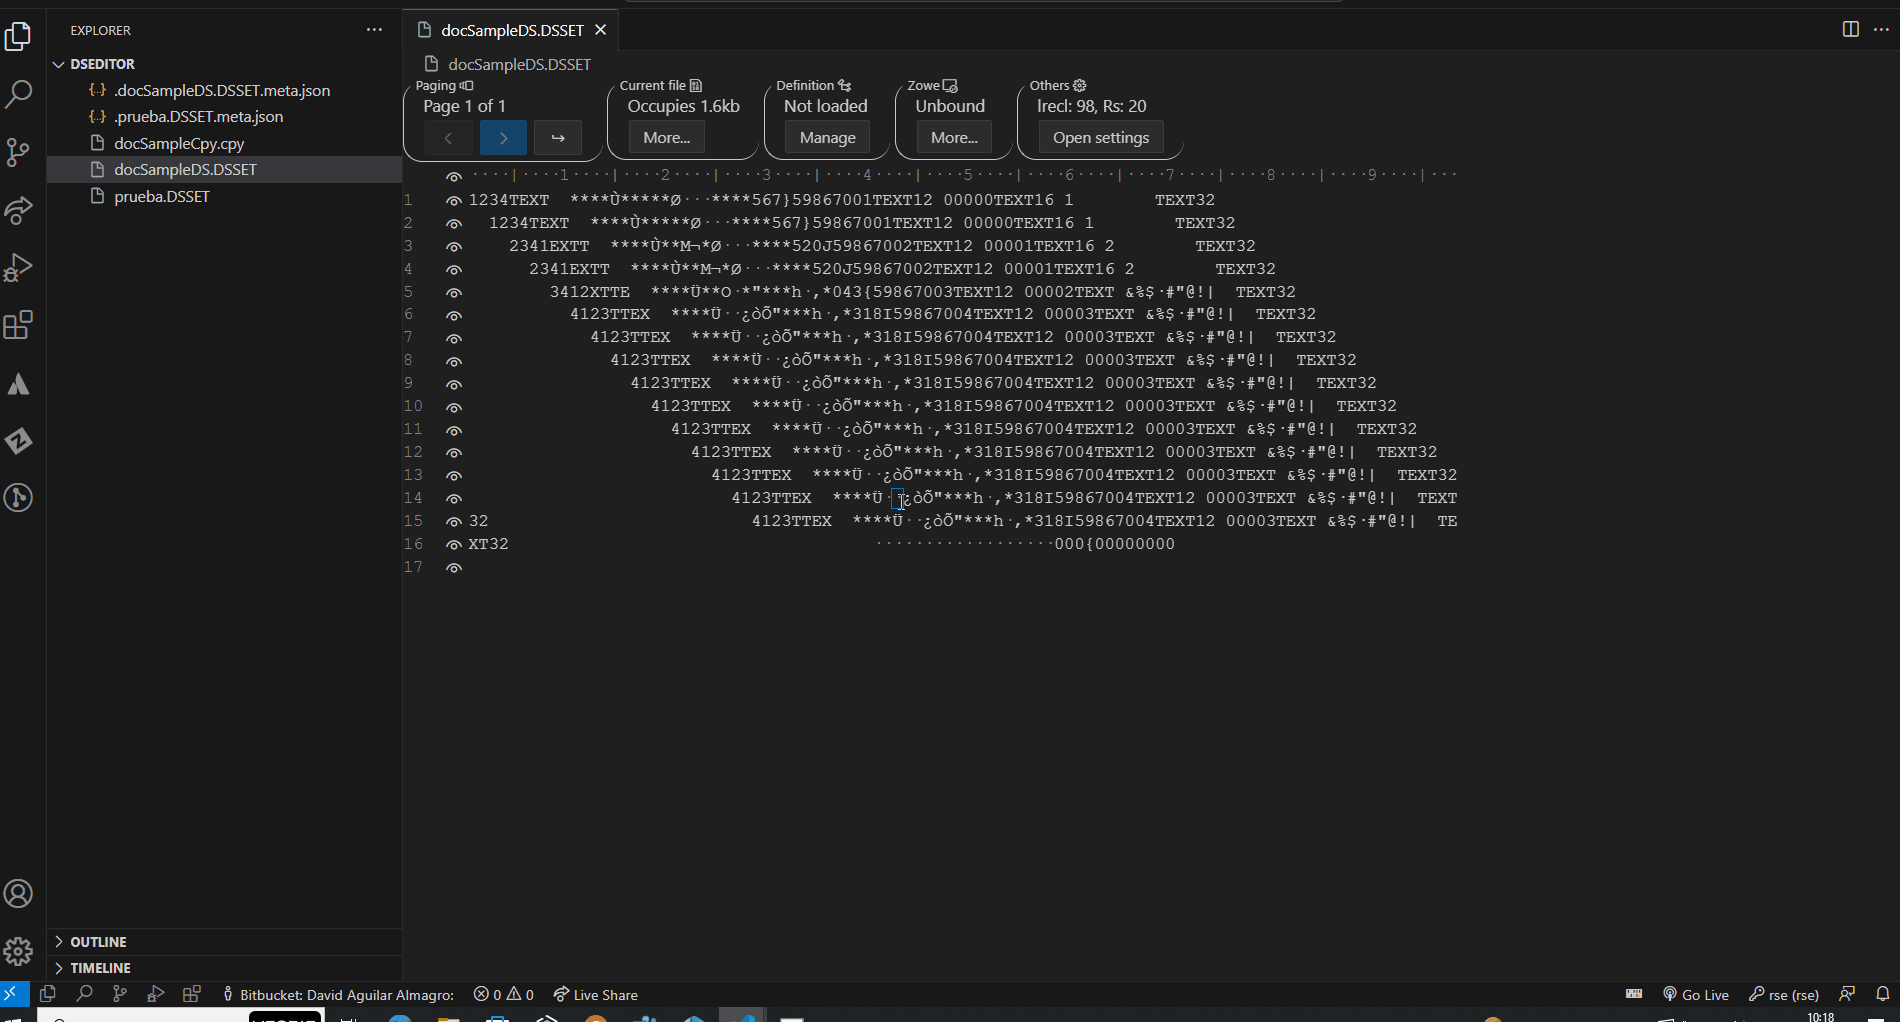 EXPLORER
DSEDITOR
.docSampleDS.DSSET.meta.json
.prueba.DSSET.meta.json
docSampleCpy.cpy
docSampleDS.DSSET
prueba.DSSET
OUTLINE
TIMELINE
docSampleDS.DSSET
docSampleDS.DSSET
Paging
Page 1 of 1
Current file
Occupies 1.6kb
More...
Definition
Not loaded
Manage
Zowe
Unbound
More...
Others
lrecl: 98, Rs: 20
Open settings
····|····1····|····2····|····3····|····4····|····5····|····6····|····7····|····8····|····9····|···
1 1234TEXT  ****Ù*****Ø···****567}59867001TEXT12 00000TEXT16 1        TEXT32
2   1234TEXT  ****Ù*****Ø···****567}59867001TEXT12 00000TEXT16 1        TEXT32
3     2341EXTT  ****Ù**M¬*Ø···****520J59867002TEXT12 00001TEXT16 2        TEXT32
4       2341EXTT  ****Ù**M¬*Ø···****520J59867002TEXT12 00001TEXT16 2        TEXT32
5         3412XTTE  ****Ü**O·*"***h·,*043{59867003TEXT12 00002TEXT &%$·#"@!|  TEXT32
6           4123TTEX  ****Ü··¿òÕ"***h·,*318I59867004TEXT12 00003TEXT &%$·#"@!|  TEXT32
7             4123TTEX  ****Ü··¿òÕ"***h·,*318I59867004TEXT12 00003TEXT &%$·#"@!|  TEXT32
8               4123TTEX  ****Ü··¿òÕ"***h·,*318I59867004TEXT12 00003TEXT &%$·#"@!|  TEXT32
9                 4123TTEX  ****Ü··¿òÕ"***h·,*318I59867004TEXT12 00003TEXT &%$·#"@!|  TEXT32
10                   4123TTEX  ****Ü··¿òÕ"***h·,*318I59867004TEXT12 00003TEXT &%$·#"@!|  TEXT32
11                     4123TTEX  ****Ü··¿òÕ"***h·,*318I59867004TEXT12 00003TEXT &%$·#"@!|  TEXT32
12                       4123TTEX  ****Ü··¿òÕ"***h·,*318I59867004TEXT12 00003TEXT &%$·#"@!|  TEXT32
13                         4123TTEX  ****Ü··¿òÕ"***h·,*318I59867004TEXT12 00003TEXT &%$·#"@!|  TEXT32
14                           4123TTEX  ****Ü··¿òÕ"***h·,*318I59867004TEXT12 00003TEXT &%$·#"@!|  TEXT
15 32                        4123TTEX  ****Ü··¿òÕ"***h·,*318I59867004TEXT12 00003TEXT &%$·#"@!|  TE
16 XT32                                     ··················000{00000000
17
Bitbucket: David Aguilar Almagro:
0
0
Live Share
Go Live
rse (rse)
10:18